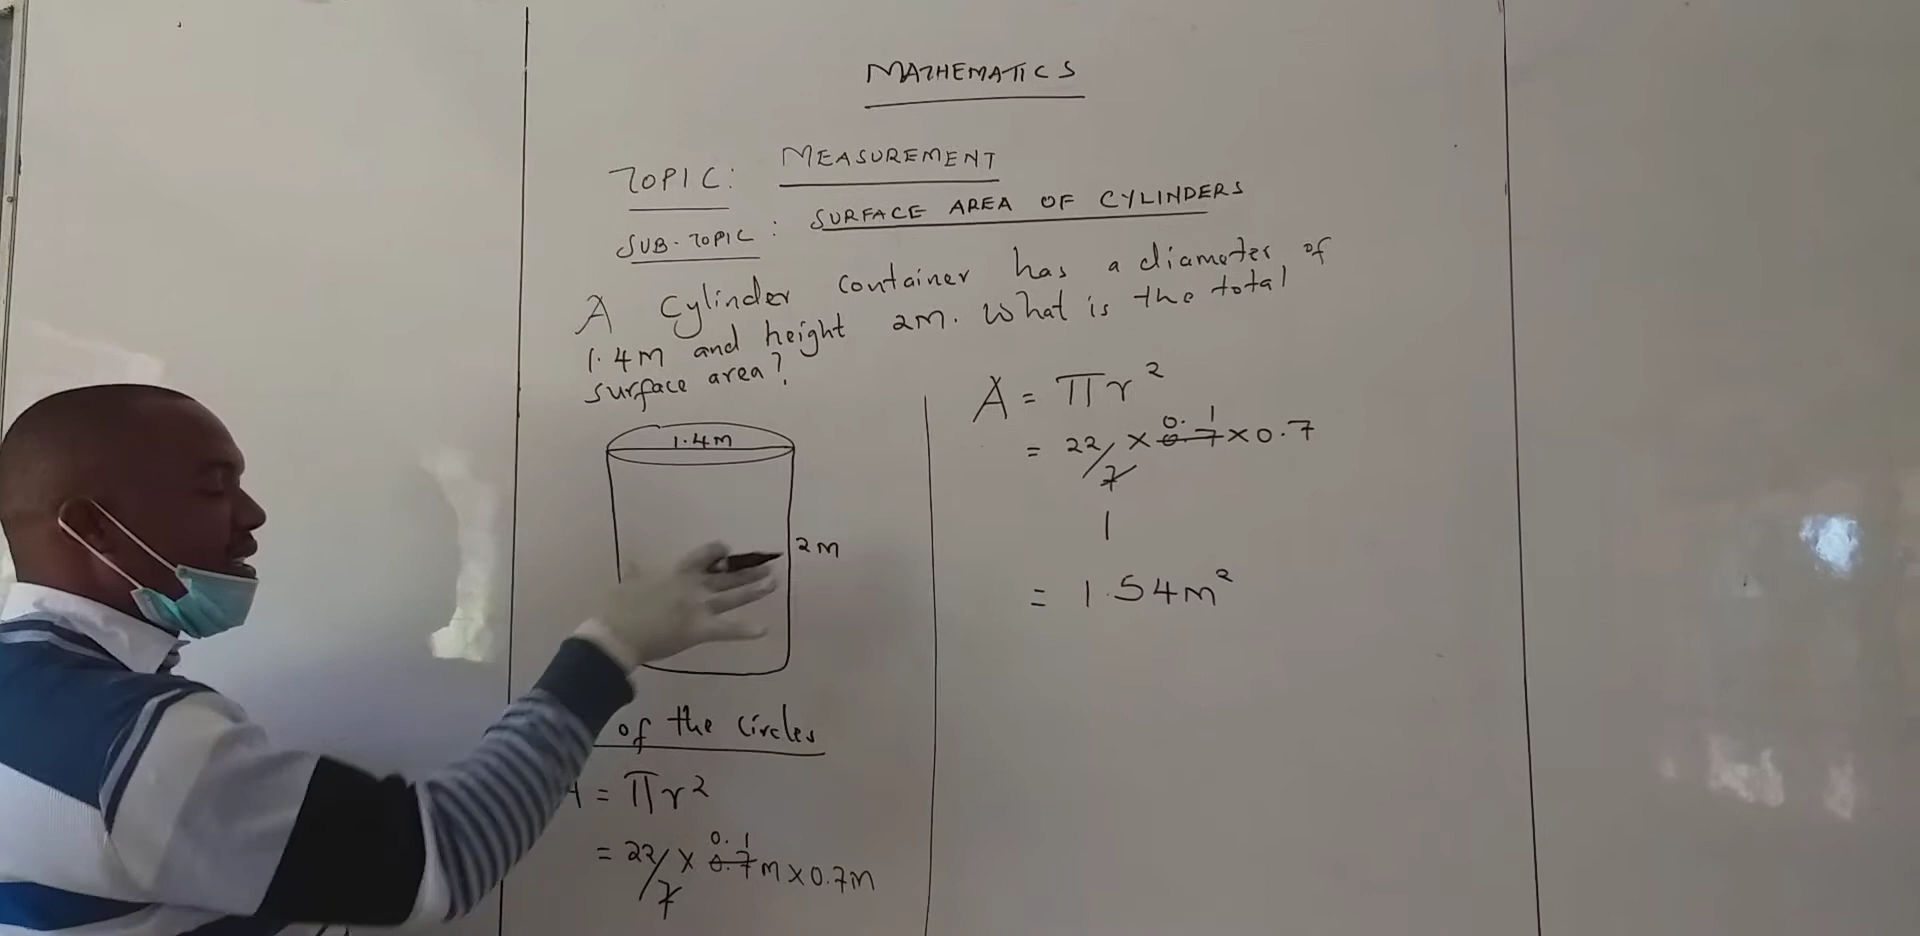 MATHEMATICS
TOPIC: MEASUREMENT
SUB-TOPIC : SURFACE AREA OF CYLINDERS
A cylinder container has a diameter of
1.4m and height 2m. What is the total
surface area?
1.4m
2m
of the circles
A = πr²
= 22/7 × 0.7m × 0.7m
0.1
A = πr²
0.1
= 22/7 × 0.7 × 0.7
1
= 1.54m²